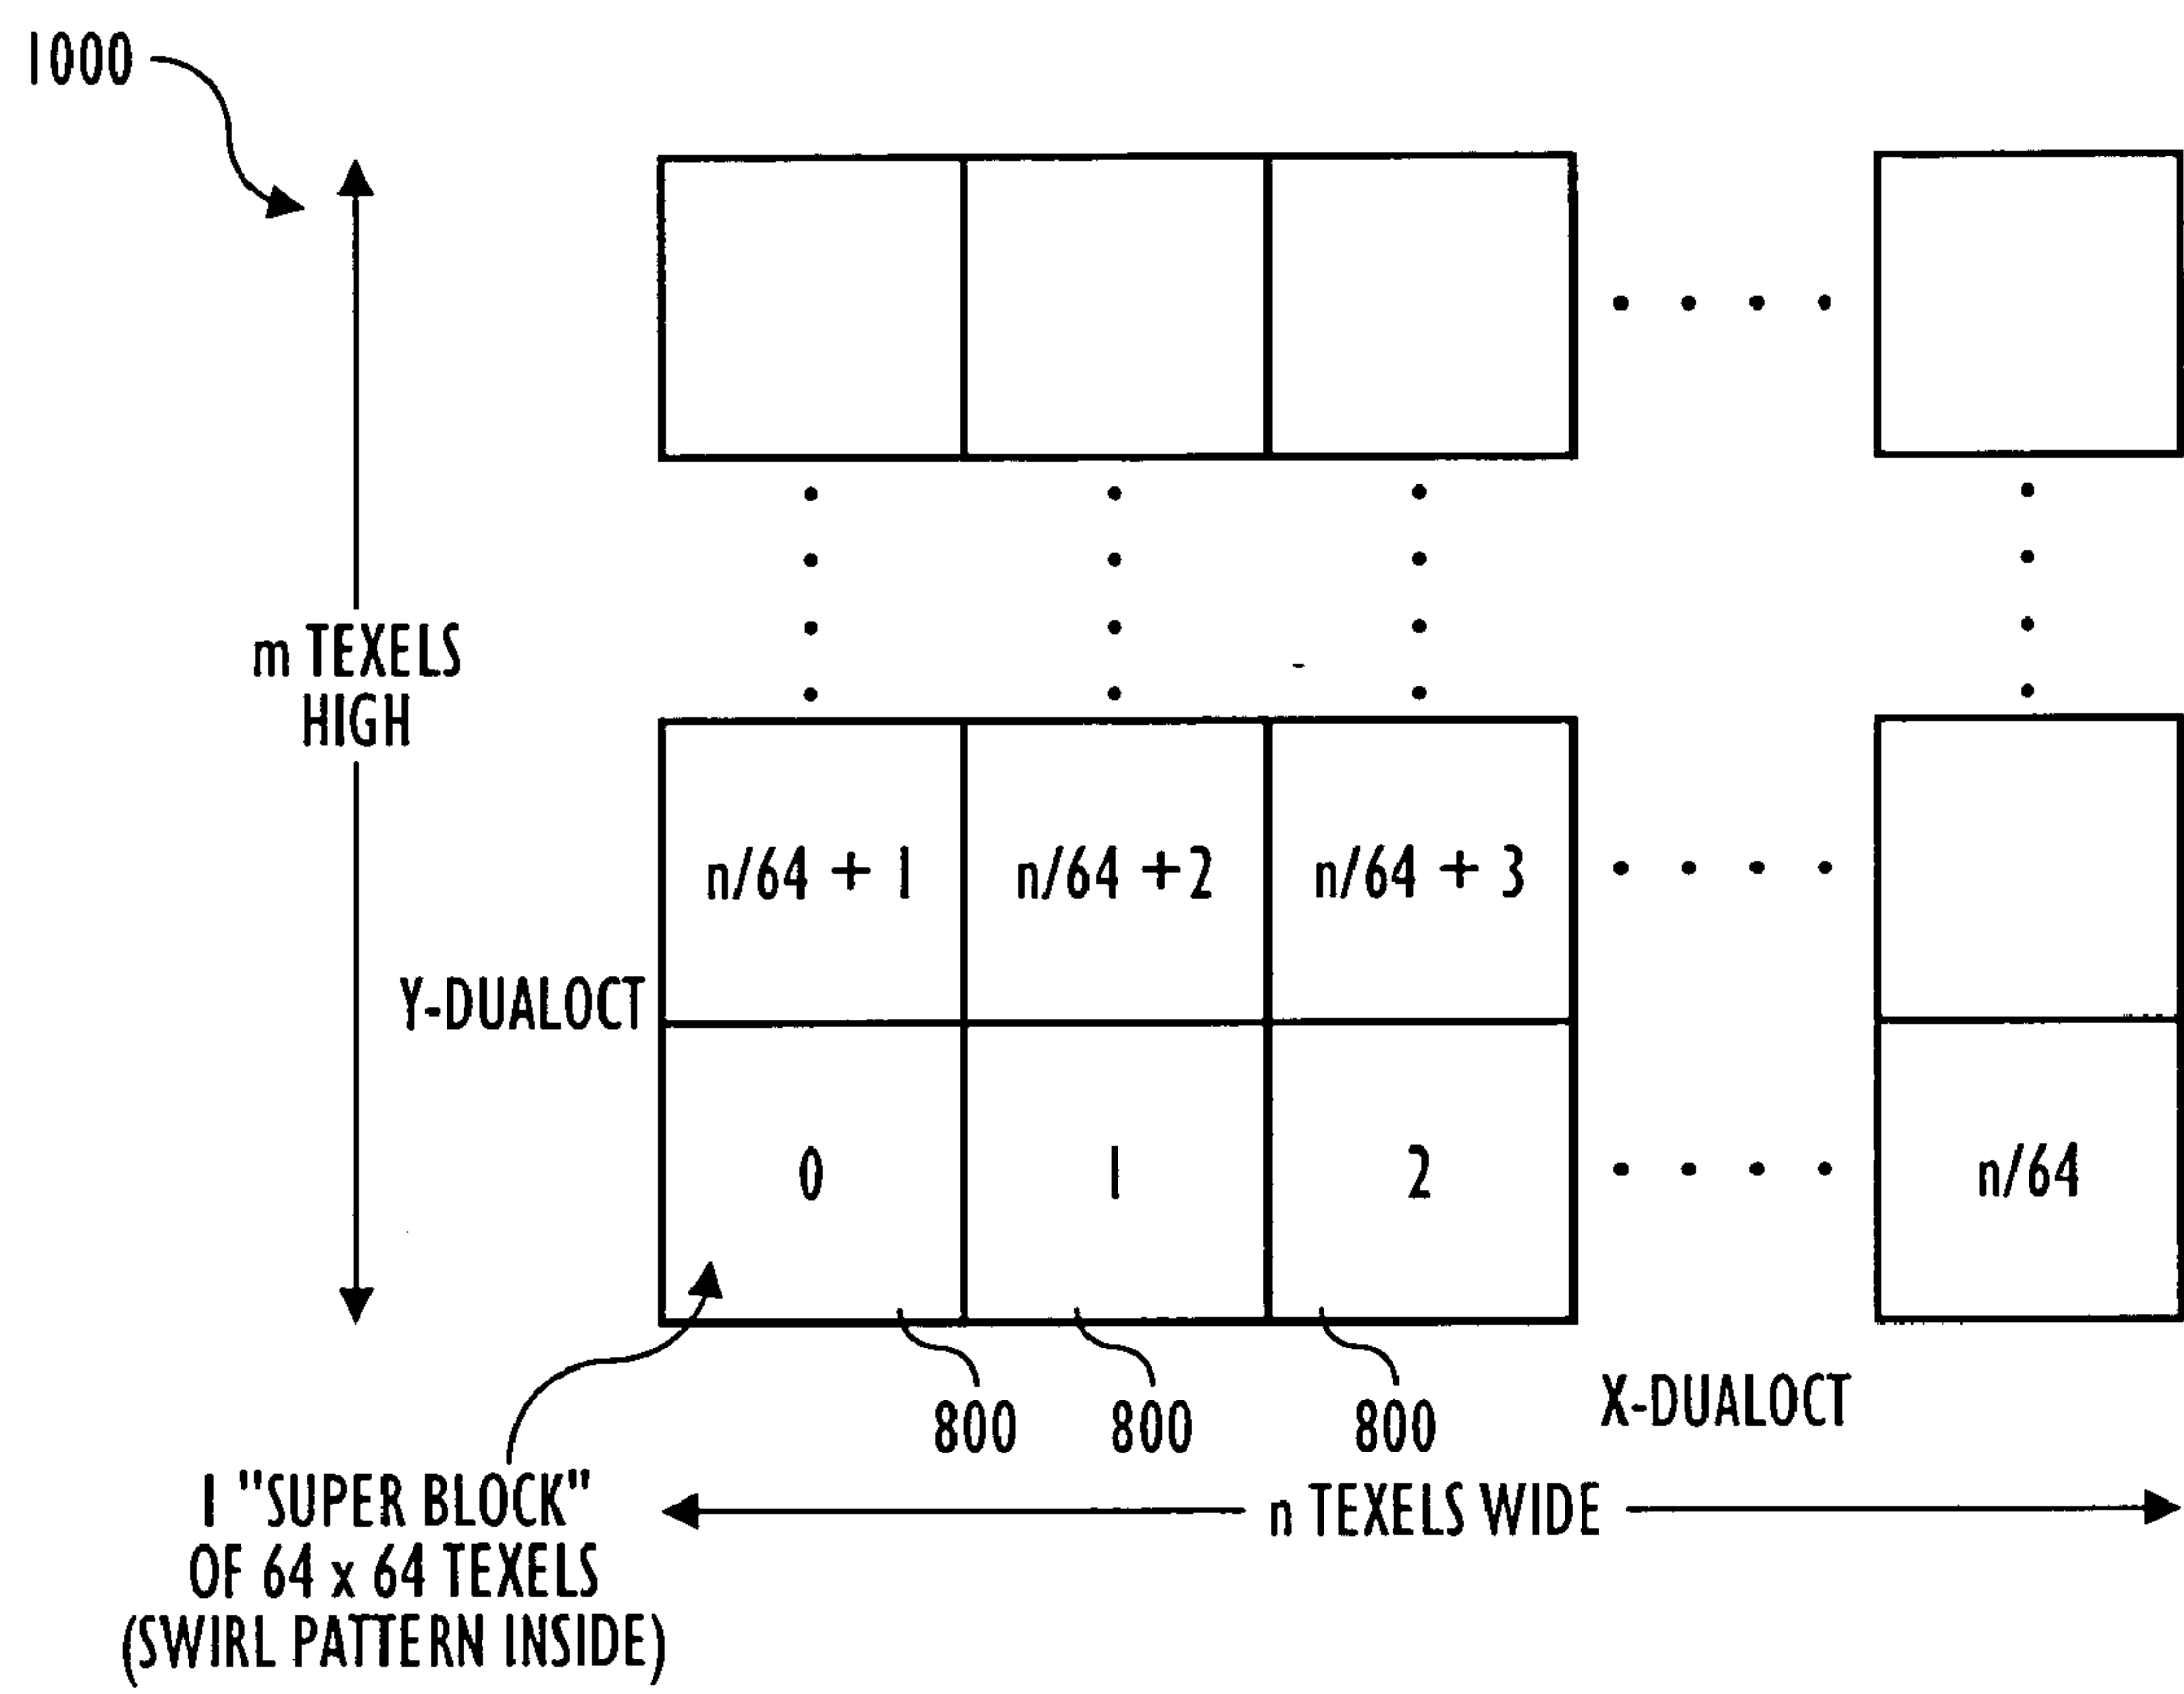 1000
m TEXELS
HIGH
n/64 + 1 n/64 +2 n/64 + 3
Y-DUALOCT
0 1 2 n/64
800 800 800
X-DUALOCT
n TEXELS WIDE
1 "SUPER BLOCK"
OF 64 x 64 TEXELS
(SWIRL PATTERN INSIDE)